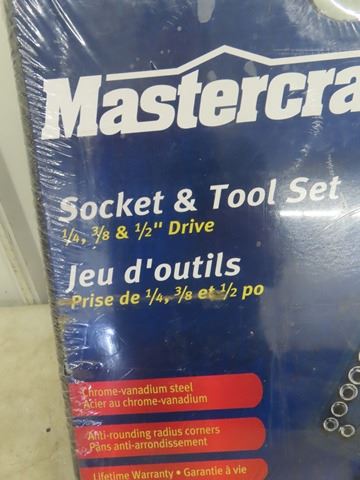 Mastercra
Socket & Tool Set
1/4, 3/8 & 1/2" Drive
Jeu d'outils
Prise de 1/4, 3/8 et 1/2 po
Chrome-vanadium steel
Acier au chrome-vanadium
Anti-rounding radius corners
Pans anti-arrondissement
Lifetime Warranty • Garantie à vie